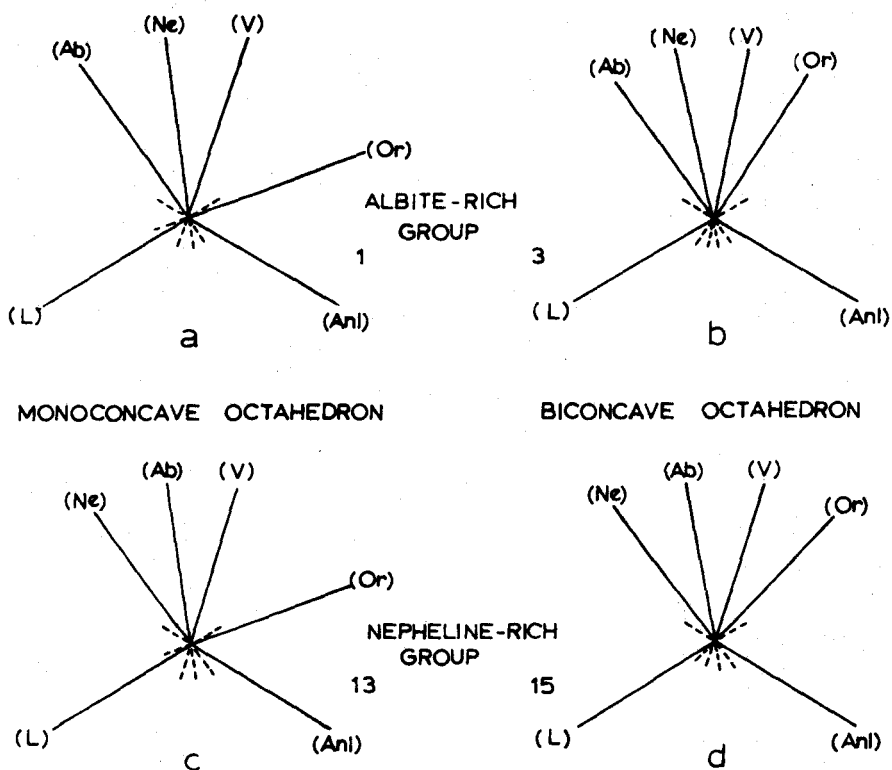 (Ab) (Ne) (V) (Or)
ALBITE-RICH
GROUP
1 3
(L) (Anl)
a
(Ab) (Ne) (V) (Or)
(L) (Anl)
b
MONOCONCAVE OCTAHEDRON
BICONCAVE OCTAHEDRON
(Ne) (Ab) (V) (Or)
NEPHELINE-RICH
GROUP
13 15
(L) (Anl)
c
(Ne) (Ab) (V) (Or)
(L) (Anl)
d